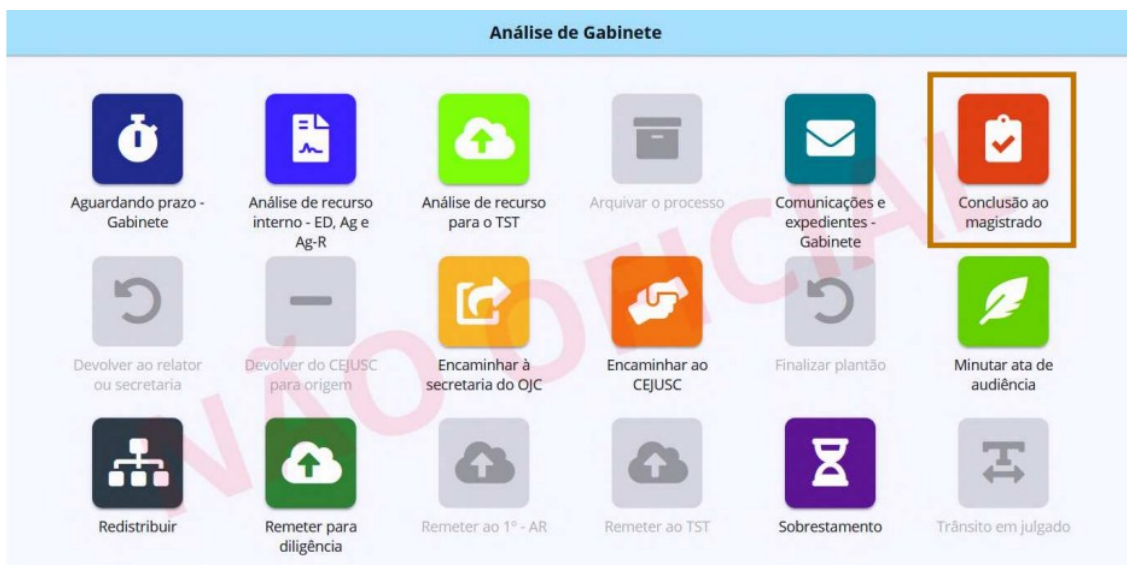 Análise de Gabinete
Aguardando prazo -
Gabinete
Análise de recurso
interno - ED, Ag e
Ag-R
Análise de recurso
para o TST
Arquivar o processo
Comunicações e
expedientes -
Gabinete
Conclusão ao
magistrado
Devolver ao relator
ou secretaria
Devolver do CEJUSC
para origem
Encaminhar à
secretaria do OJC
Encaminhar ao
CEJUSC
Finalizar plantão
Minutar ata de
audiência
Redistribuir
Remeter para
diligência
Remeter ao 1º - AR
Remeter ao TST
Sobrestamento
Trânsito em julgado
NÃO OFICIAL